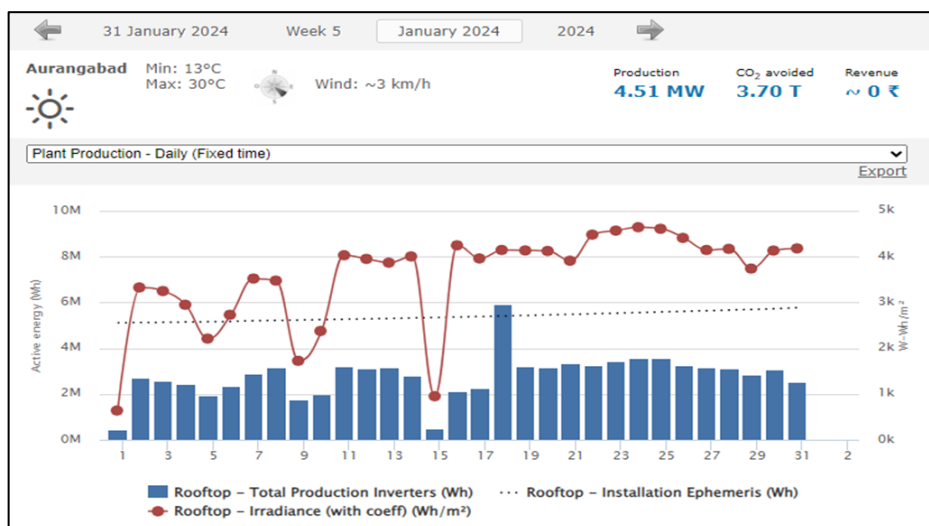 31 January 2024 Week 5 January 2024 2024
Aurangabad Min: 13°C
Max: 30°C
Wind: ~3 km/h
Production CO₂ avoided Revenue
4.51 MW 3.70 T ~ 0 ₹
Plant Production - Daily (Fixed time)
Export
10M 5k
8M 4k
6M 3k
4M 2k
2M 1k
0M 0k
Active energy (Wh)
W-Wh/m²
1 3 5 7 9 11 13 15 17 19 21 23 25 27 29 31 2
Rooftop - Total Production Inverters (Wh) Rooftop - Installation Ephemeris (Wh)
Rooftop - Irradiance (with coeff) (Wh/m²)